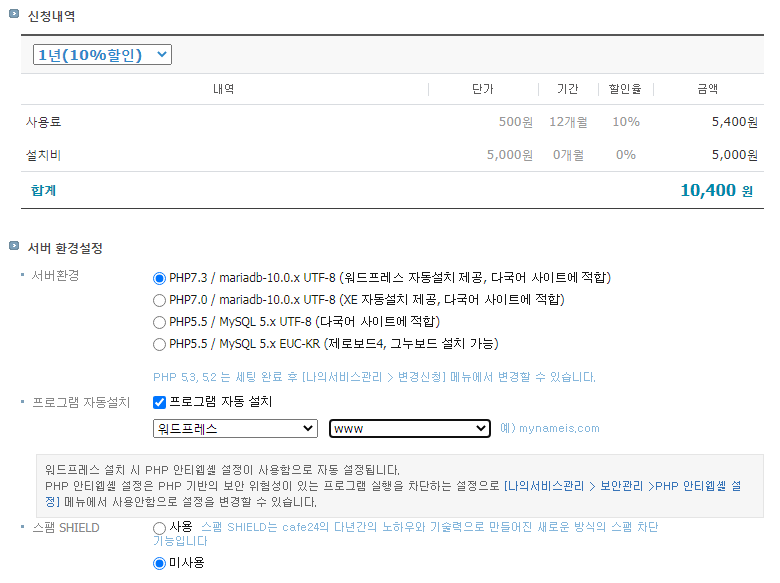 신청내역
1년(10%할인)
내역 단가 기간 할인율 금액
사용료 500원 12개월 10% 5,400원
설치비 5,000원 0개월 0% 5,000원
합계 10,400 원
서버 환경설정
서버환경 PHP7.3 / mariadb-10.0.x UTF-8 (워드프레스 자동설치 제공, 다국어 사이트에 적합)
PHP7.0 / mariadb-10.0.x UTF-8 (XE 자동설치 제공, 다국어 사이트에 적합)
PHP5.5 / MySQL 5.x UTF-8 (다국어 사이트에 적합)
PHP5.5 / MySQL 5.x EUC-KR (제로보드4, 그누보드 설치 가능)
PHP 5.3, 5.2 는 세팅 완료 후 [나의서비스관리 > 변경신청] 메뉴에서 변경할 수 있습니다.
프로그램 자동설치 프로그램 자동 설치
워드프레스 www 예) mynameis.com
워드프레스 설치 시 PHP 안티웹셸 설정이 사용함으로 자동 설정됩니다.
PHP 안티웹셸 설정은 PHP 기반의 보안 위험성이 있는 프로그램 실행을 차단하는 설정으로 [나의서비스관리 > 보안관리 >PHP 안티웹셸 설
정] 메뉴에서 사용안함으로 설정을 변경할 수 있습니다.
스팸 SHIELD 사용 스팸 SHIELD는 cafe24의 다년간의 노하우와 기술력으로 만들어진 새로운 방식의 스팸 차단
기능입니다
미사용